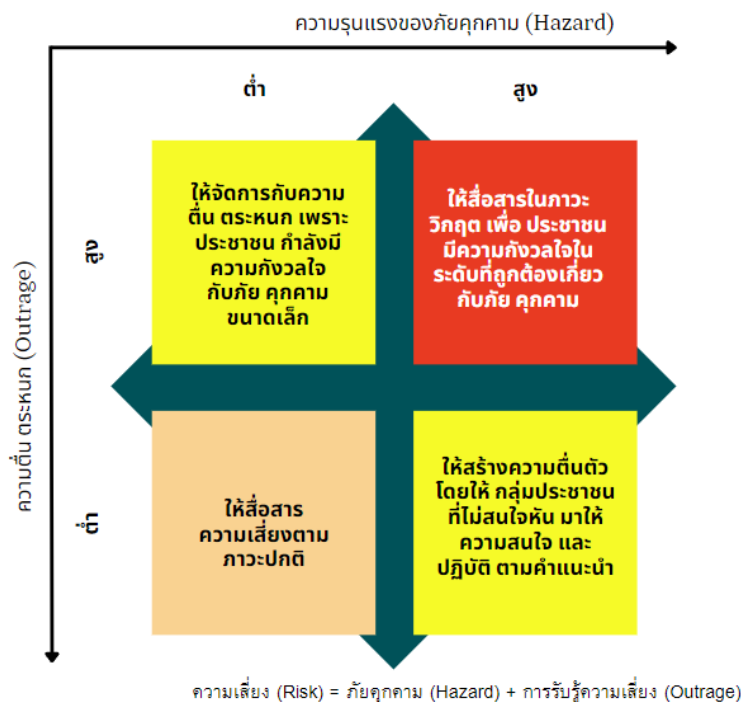 ความรุนแรงของภัยคุกคาม (Hazard)
ต่ำ
สูง
ความตื่น ตระหนก (Outrage)
สูง
ให้จัดการกับความ
ตื่น ตระหนก เพราะ
ประชาชน กำลังมี
ความกังวลใจ
กับภัย คุกคาม
ขนาดเล็ก
ให้สื่อสารในภาวะ
วิกฤต เพื่อ ประชาชน
มีความกังวลใจใน
ระดับที่ถูกต้องเกี่ยว
กับภัย คุกคาม
ต่ำ
ให้สื่อสาร
ความเสี่ยงตาม
ภาวะปกติ
ให้สร้างความตื่นตัว
โดยให้ กลุ่มประชาชน
ที่ไม่สนใจหัน มาให้
ความสนใจ และ
ปฏิบัติ ตามคำแนะนำ
ความเสี่ยง (Risk) = ภัยคุกคาม (Hazard) + การรับรู้ความเสี่ยง (Outrage)